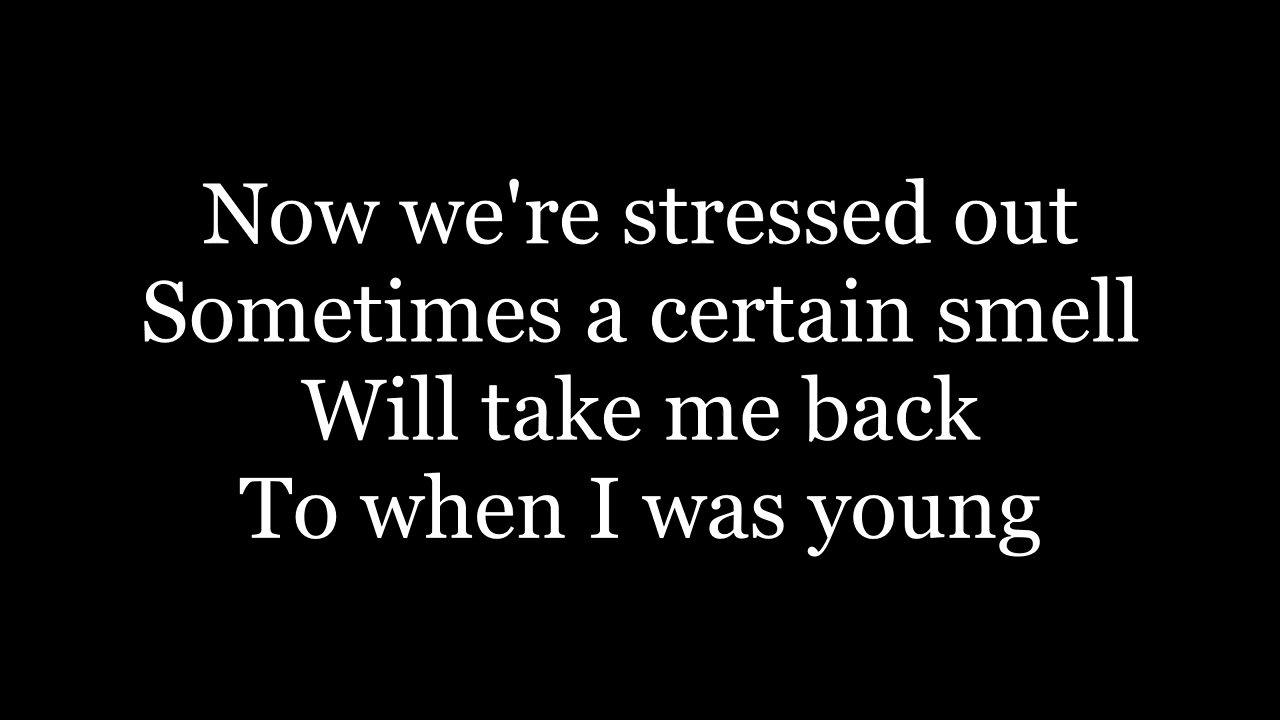 Now we're stressed out
Sometimes a certain smell
Will take me back
To when I was young